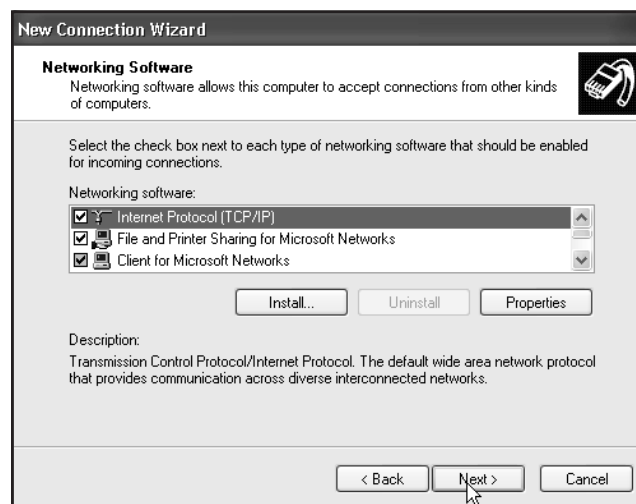 New Connection Wizard
Networking Software
Networking software allows this computer to accept connections from other kinds
of computers.
Select the check box next to each type of networking software that should be enabled
for incoming connections.
Networking software:
Internet Protocol (TCP/IP)
File and Printer Sharing for Microsoft Networks
Client for Microsoft Networks
Install... Uninstall Properties
Description:
Transmission Control Protocol/Internet Protocol. The default wide area network protocol
that provides communication across diverse interconnected networks.
< Back Next > Cancel